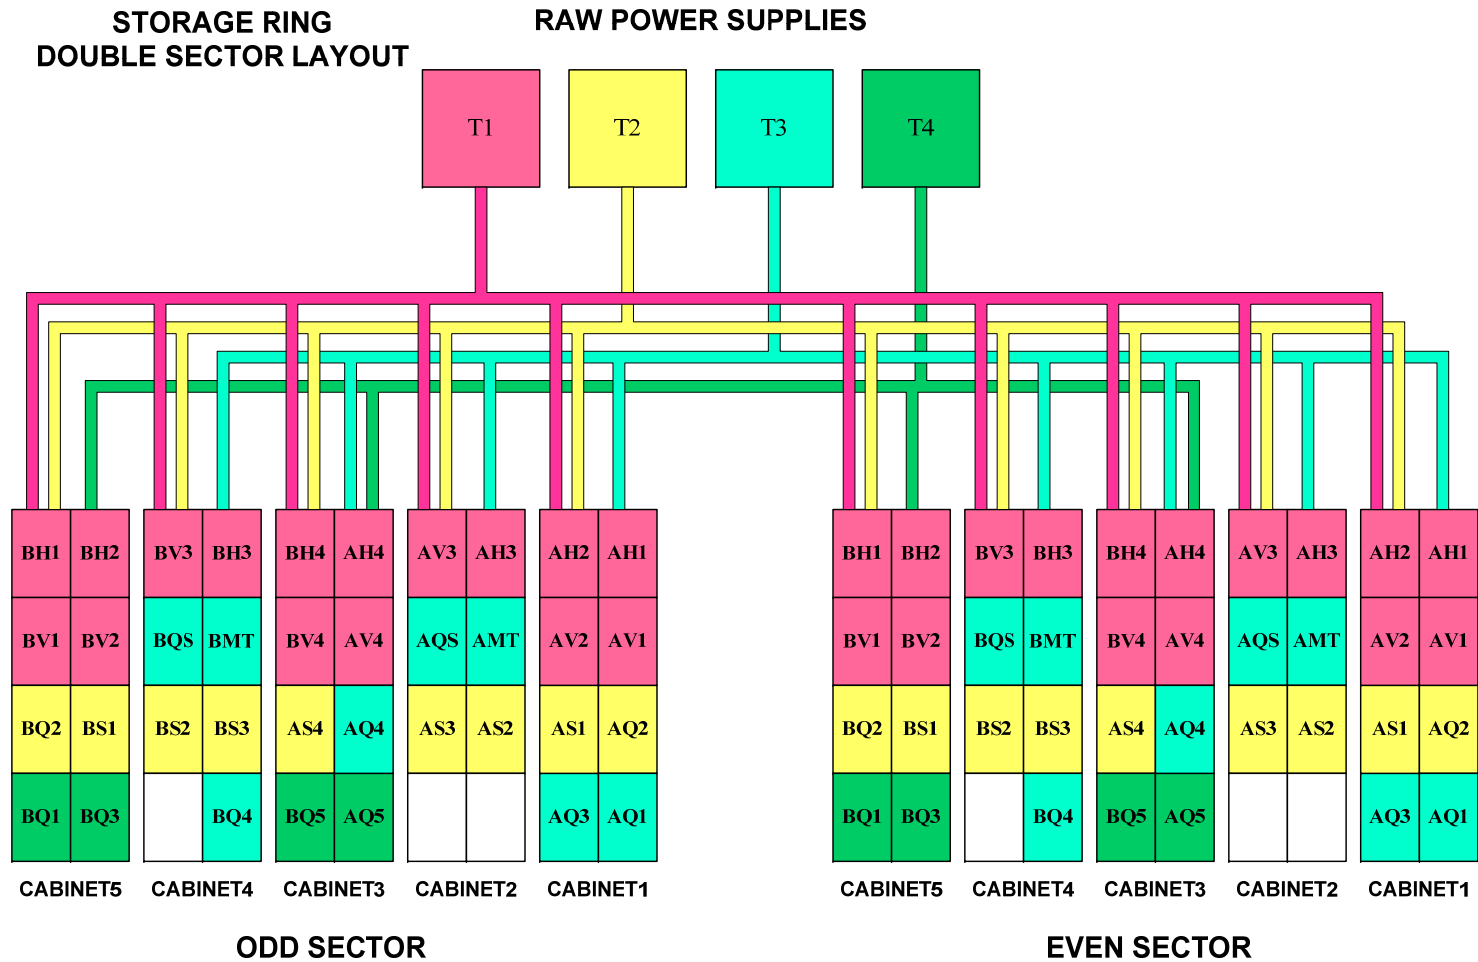 STORAGE RING
DOUBLE SECTOR LAYOUT
RAW POWER SUPPLIES
T1 T2 T3 T4
BH1 BH2 BV3 BH3 BH4 AH4 AV3 AH3 AH2 AH1
BV1 BV2 BQS BMT BV4 AV4 AQS AMT AV2 AV1
BQ2 BS1 BS2 BS3 AS4 AQ4 AS3 AS2 AS1 AQ2
BQ1 BQ3 BQ4 BQ5 AQ5 AQ3 AQ1
CABINET5 CABINET4 CABINET3 CABINET2 CABINET1
ODD SECTOR
BH1 BH2 BV3 BH3 BH4 AH4 AV3 AH3 AH2 AH1
BV1 BV2 BQS BMT BV4 AV4 AQS AMT AV2 AV1
BQ2 BS1 BS2 BS3 AS4 AQ4 AS3 AS2 AS1 AQ2
BQ1 BQ3 BQ4 BQ5 AQ5 AQ3 AQ1
CABINET5 CABINET4 CABINET3 CABINET2 CABINET1
EVEN SECTOR